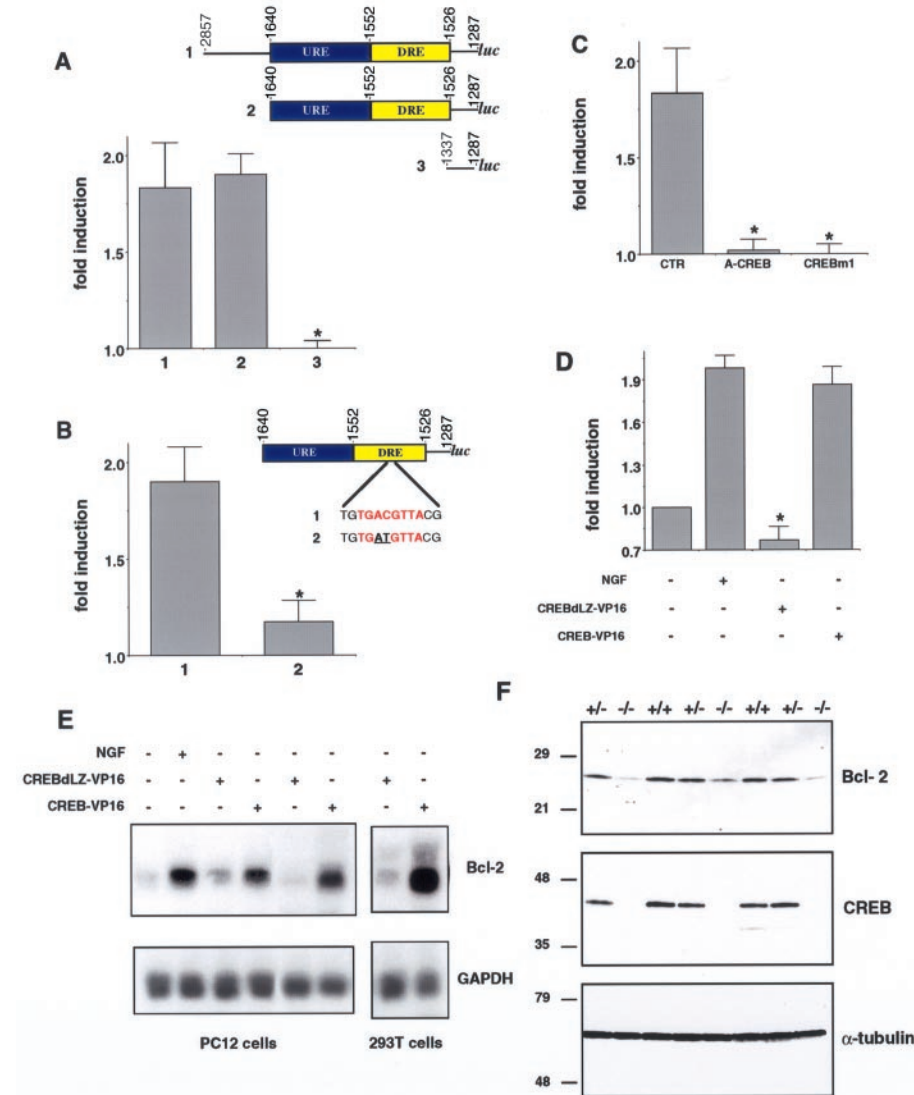 A
-2857
-1640
-1552
-1526
-1287
1
URE
DRE
luc
-1640
-1552
-1526
-1287
2
URE
DRE
luc
-1337
-1287
3
luc
fold induction
2.0
1.5
1.0
*
1 2 3
B
-1640
-1552
-1526
-1287
URE
DRE
luc
1 TGTGACGTTACG
2 TGTGATGTTACG
fold induction
2.0
1.5
1.0
*
1 2
C
fold induction
2.0
1.5
1.0
* *
CTR A-CREB CREBm1
D
fold induction
1.9
1.6
1.3
1.0
0.7
*
NGF - + - -
CREBdLZ-VP16 - - + -
CREB-VP16 - - - +
E
NGF - + - - - - - -
CREBdLZ-VP16 - - + - + - + -
CREB-VP16 - - - + - + - +
Bcl-2
GAPDH
PC12 cells 293T cells
F
+/- -/- +/+ +/- -/- +/+ +/- -/-
29
21
Bcl-2
48
35
CREB
79
48
α-tubulin